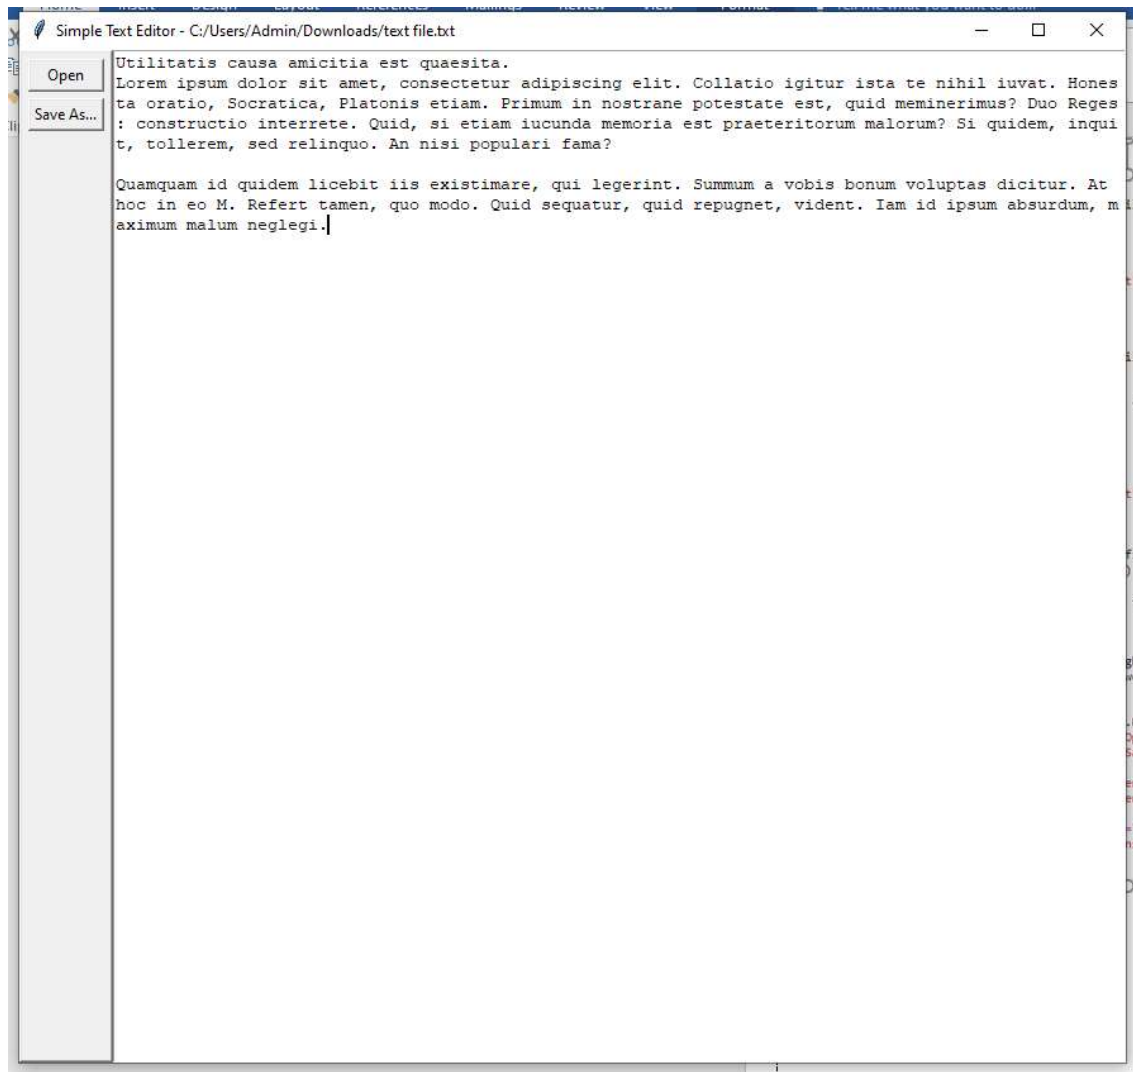 Simple Text Editor - C:/Users/Admin/Downloads/text file.txt
Open
Save As...
Utilitatis causa amicitia est quaesita.
Lorem ipsum dolor sit amet, consectetur adipiscing elit. Collatio igitur ista te nihil iuvat. Hones
ta oratio, Socratica, Platonis etiam. Primum in nostrane potestate est, quid meminerimus? Duo Reges
: constructio interrete. Quid, si etiam iucunda memoria est praeteritorum malorum? Si quidem, inqui
t, tollerem, sed relinquo. An nisi populari fama?
Quamquam id quidem licebit iis existimare, qui legerint. Summum a vobis bonum voluptas dicitur. At
hoc in eo M. Refert tamen, quo modo. Quid sequatur, quid repugnet, vident. Iam id ipsum absurdum, m
aximum malum neglegi.